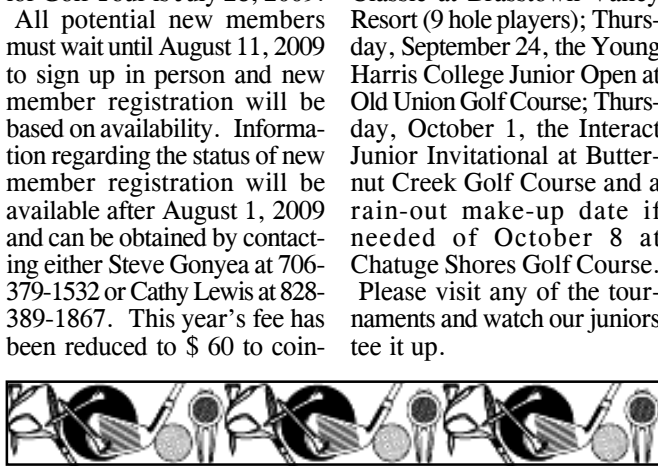 for Golf Tour is July 28, 2009.
All potential new members
must wait until August 11, 2009
to sign up in person and new
member registration will be
based on availability. Informa-
tion regarding the status of new
member registration will be
available after August 1, 2009
and can be obtained by contact-
ing either Steve Gonyea at 706-
379-1532 or Cathy Lewis at 828-
389-1867. This year's fee has
been reduced to $ 60 to coin-
Classic at Brasstown Valley
Resort (9 hole players); Thurs-
day, September 24, the Young
Harris College Junior Open at
Old Union Golf Course; Thurs-
day, October 1, the Interact
Junior Invitational at Butter-
nut Creek Golf Course and a
rain-out make-up date if
needed of October 8 at
Chatuge Shores Golf Course.
Please visit any of the tour-
naments and watch our juniors
tee it up.